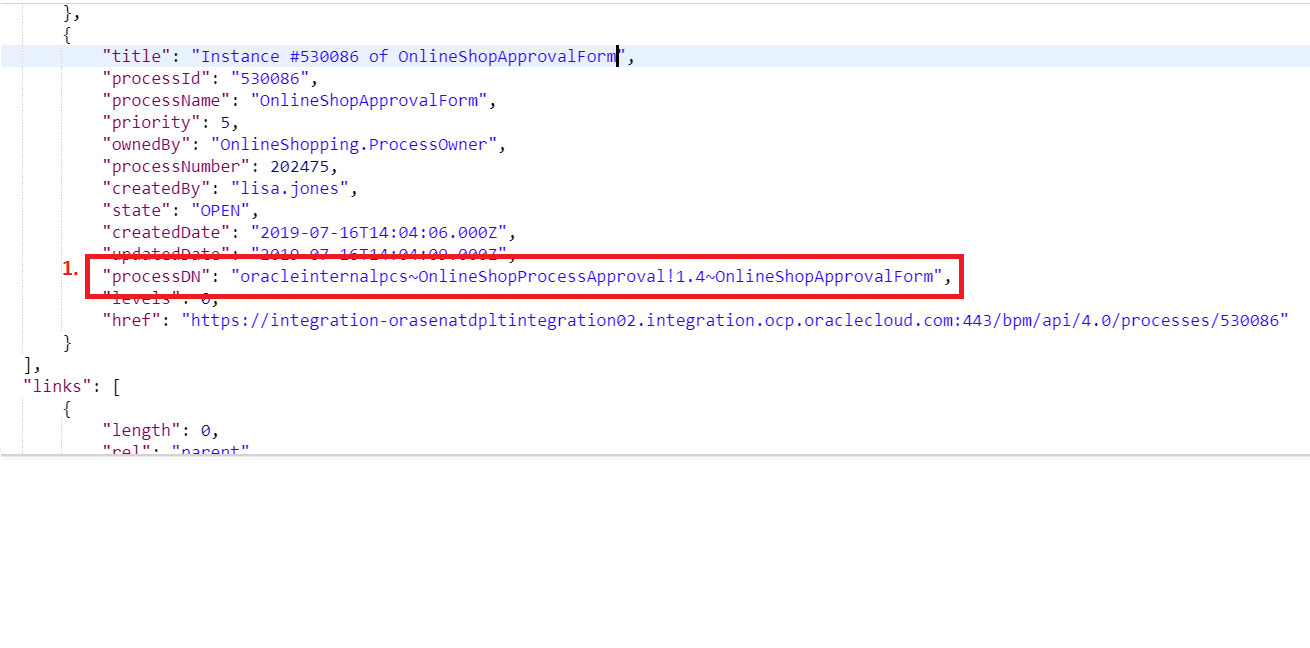 },
{
"title": "Instance #530086 of OnlineShopApprovalForm",
"processId": "530086",
"processName": "OnlineShopApprovalForm",
"priority": 5,
"ownedBy": "OnlineShopping.ProcessOwner",
"processNumber": 202475,
"createdBy": "lisa.jones",
"state": "OPEN",
"createdDate": "2019-07-16T14:04:06.000Z",
"updatedDate": "2019-07-16T14:04:09.000Z",
1. "processDN": "oracleinternalpcs~OnlineShopProcessApproval!1.4~OnlineShopApprovalForm",
"levels": 0,
"href": "https://integration-orasenatdpltintegration02.integration.ocp.oraclecloud.com:443/bpm/api/4.0/processes/530086"
}
],
"links": [
{
"length": 0,
"rel": "parent"